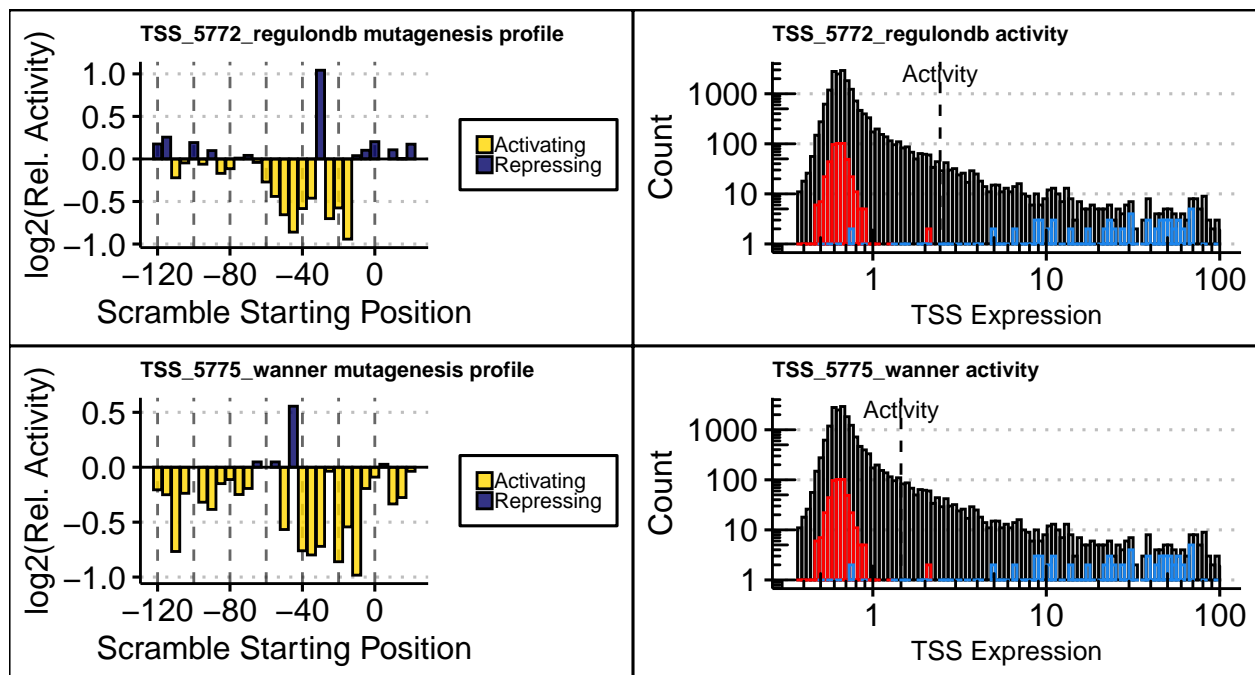 TSS_5772_regulondb mutagenesis profile
log2(Rel. Activity)
1.0
0.5
0.0
−0.5
−1.0
−120 −80 −40 0
Scramble Starting Position
Activating
Repressing
TSS_5772_regulondb activity
Activity
Count
1000
100
10
1
1 10 100
TSS Expression
TSS_5775_wanner mutagenesis profile
log2(Rel. Activity)
0.5
0.0
−0.5
−1.0
−120 −80 −40 0
Scramble Starting Position
Activating
Repressing
TSS_5775_wanner activity
Activity
Count
1000
100
10
1
1 10 100
TSS Expression